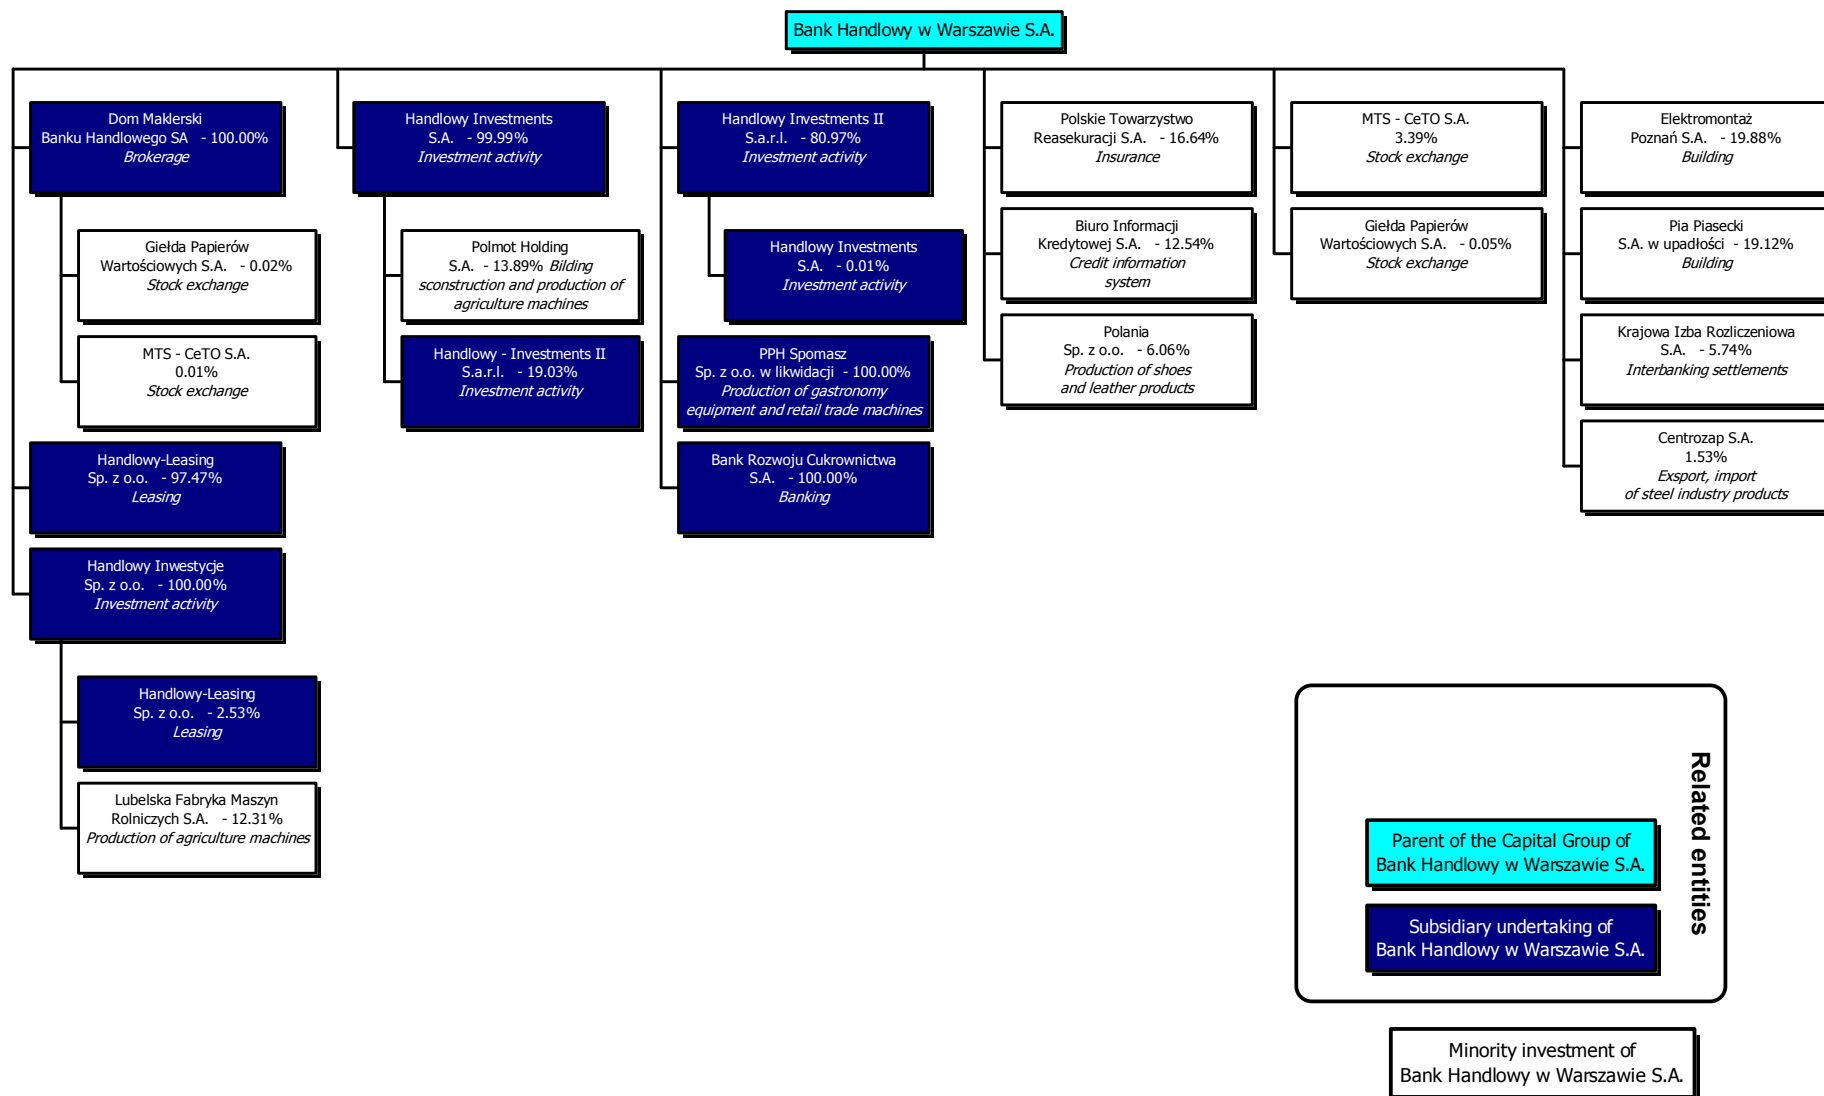 Bank Handlowy w Warszawie S.A.
Dom Maklerski
Banku Handlowego SA - 100.00%
Brokerage
Giełda Papierów
Wartościowych S.A. - 0.02%
Stock exchange
MTS - CeTO S.A.
0.01%
Stock exchange
Handlowy-Leasing
Sp. z o.o. - 97.47%
Leasing
Handlowy Inwestycje
Sp. z o.o. - 100.00%
Investment activity
Handlowy-Leasing
Sp. z o.o. - 2.53%
Leasing
Lubelska Fabryka Maszyn
Rolniczych S.A. - 12.31%
Production of agriculture machines
Handlowy Investments
S.A. - 99.99%
Investment activity
Polmot Holding
S.A. - 13.89% Bilding
sconstruction and production of
agriculture machines
Handlowy - Investments II
S.a.r.l. - 19.03%
Investment activity
Handlowy Investments II
S.a.r.l. - 80.97%
Investment activity
Handlowy Investments
S.A. - 0.01%
Investment activity
PPH Spomasz
Sp. z o.o. w likwidacji - 100.00%
Production of gastronomy
equipment and retail trade machines
Bank Rozwoju Cukrownictwa
S.A. - 100.00%
Banking
Polskie Towarzystwo
Reasekuracji S.A. - 16.64%
Insurance
Biuro Informacji
Kredytowej S.A. - 12.54%
Credit information
system
Polania
Sp. z o.o. - 6.06%
Production of shoes
and leather products
MTS - CeTO S.A.
3.39%
Stock exchange
Giełda Papierów
Wartościowych S.A. - 0.05%
Stock exchange
Elektromontaż
Poznań S.A. - 19.88%
Building
Pia Piasecki
S.A. w upadłości - 19.12%
Building
Krajowa Izba Rozliczeniowa
S.A. - 5.74%
Interbanking settlements
Centrozap S.A.
1.53%
Exsport, import
of steel industry products
Related entities
Parent of the Capital Group of
Bank Handlowy w Warszawie S.A.
Subsidiary undertaking of
Bank Handlowy w Warszawie S.A.
Minority investment of
Bank Handlowy w Warszawie S.A.